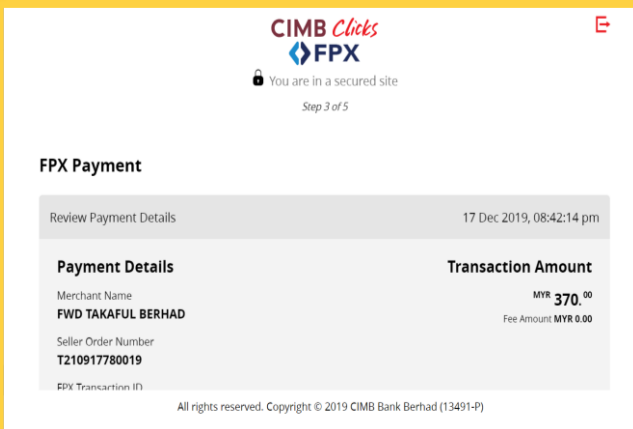 CIMB Clicks
FPX
You are in a secured site
Step 3 of 5
FPX Payment
Review Payment Details 17 Dec 2019, 08:42:14 pm
Payment Details Transaction Amount
Merchant Name MYR 370.00
FWD TAKAFUL BERHAD Fee Amount MYR 0.00
Seller Order Number
T210917780019
FPX Transaction ID
All rights reserved. Copyright © 2019 CIMB Bank Berhad (13491-P)